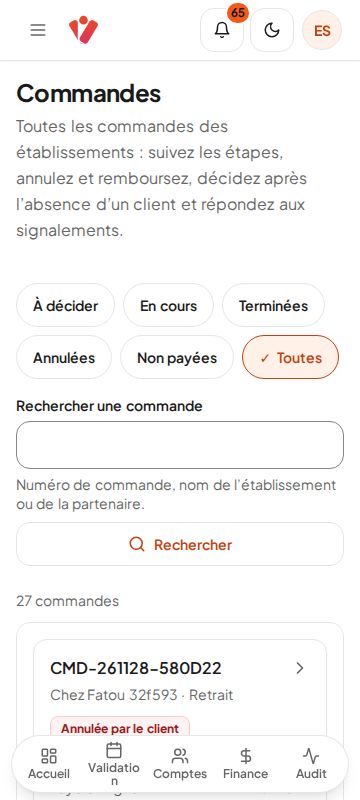 65
ES
Commandes
Toutes les commandes des
établissements : suivez les étapes,
annulez et remboursez, décidez après
l’absence d’un client et répondez aux
signalements.
À décider
En cours
Terminées
Annulées
Non payées
✓ Toutes
Rechercher une commande
Numéro de commande, nom de l’établissement
ou de la partenaire.
Rechercher
27 commandes
CMD-261128-580D22
Chez Fatou 32f593 · Retrait
Annulée par le client
Accueil
Validatio
n
Comptes
Finance
Audit